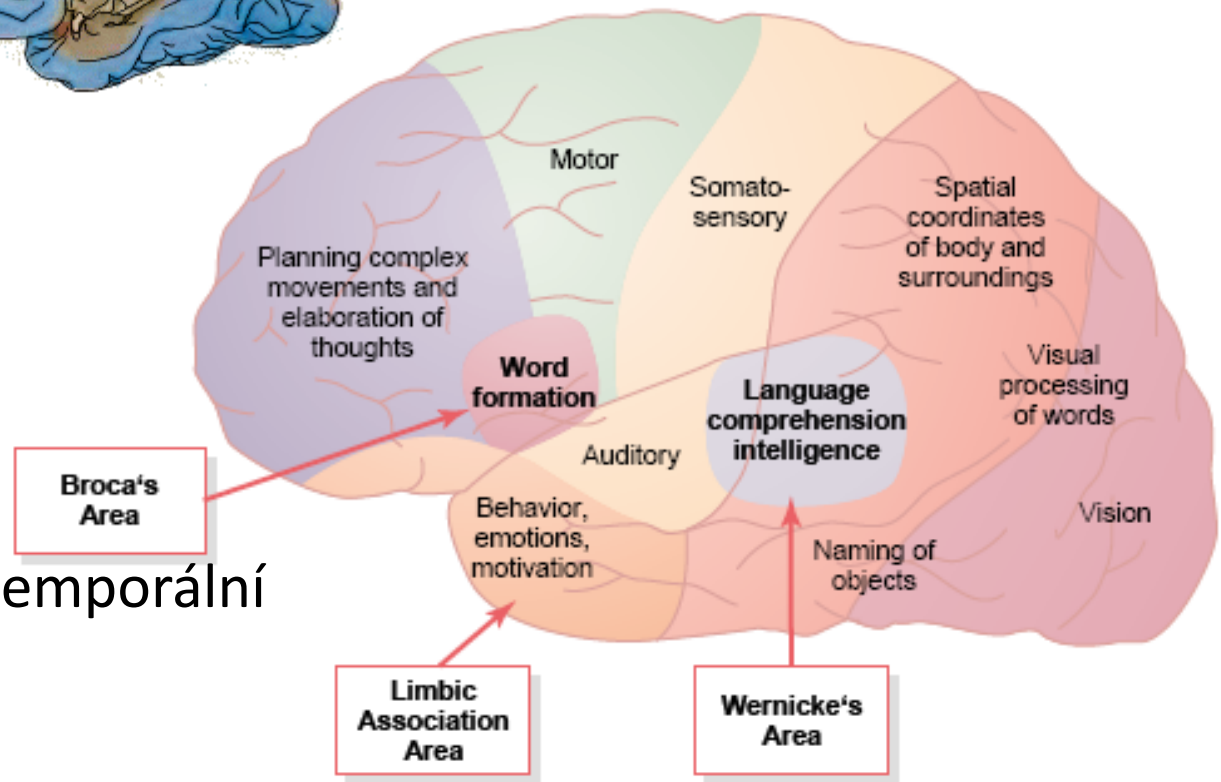 Motor
Somato-
sensory
Spatial
coordinates
of body and
surroundings
Planning complex
movements and
elaboration of
thoughts
Word
formation
Language
comprehension
intelligence
Visual
processing
of words
Auditory
Broca‘s
Area
Behavior,
emotions,
motivation
Vision
Naming of
objects
emporální
Limbic
Association
Area
Wernicke‘s
Area